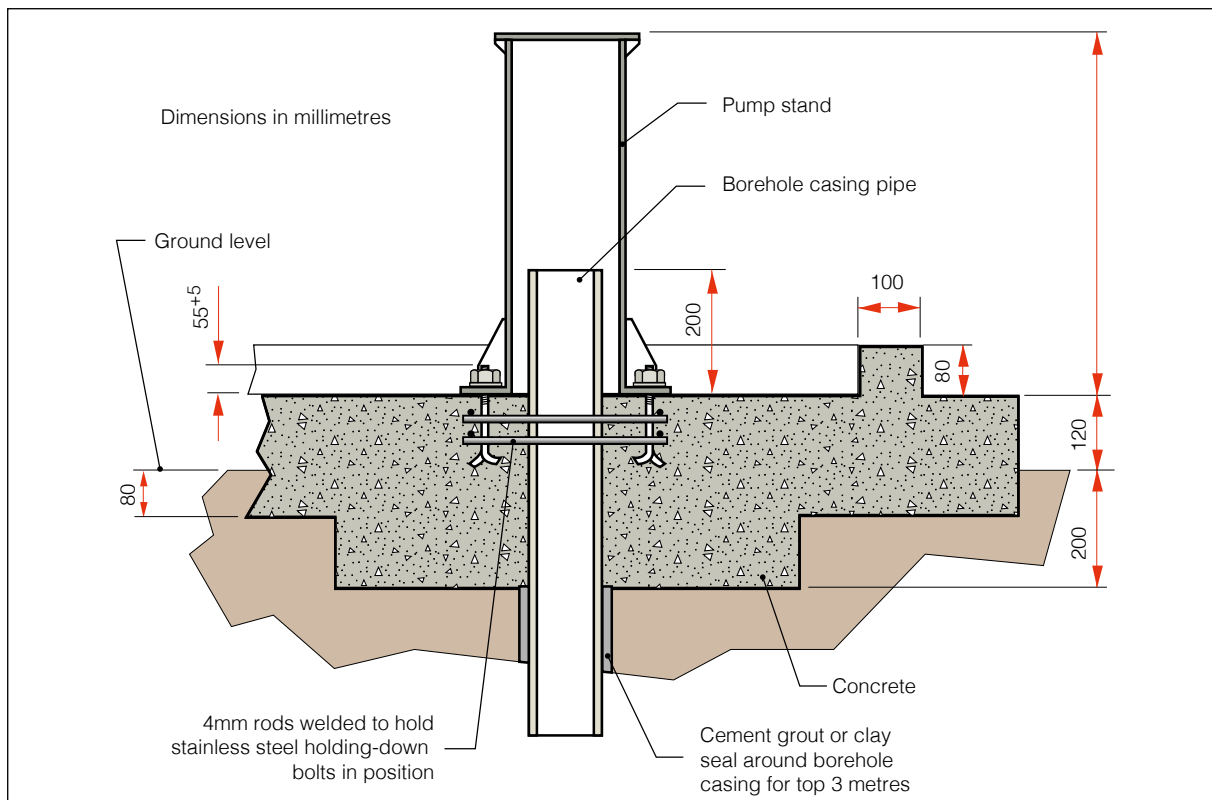 Dimensions in millimetres
Pump stand
Borehole casing pipe
Ground level
55+5
200
100
80
120
80
200
Concrete
4mm rods welded to hold
stainless steel holding-down
bolts in position
Cement grout or clay
seal around borehole
casing for top 3 metres